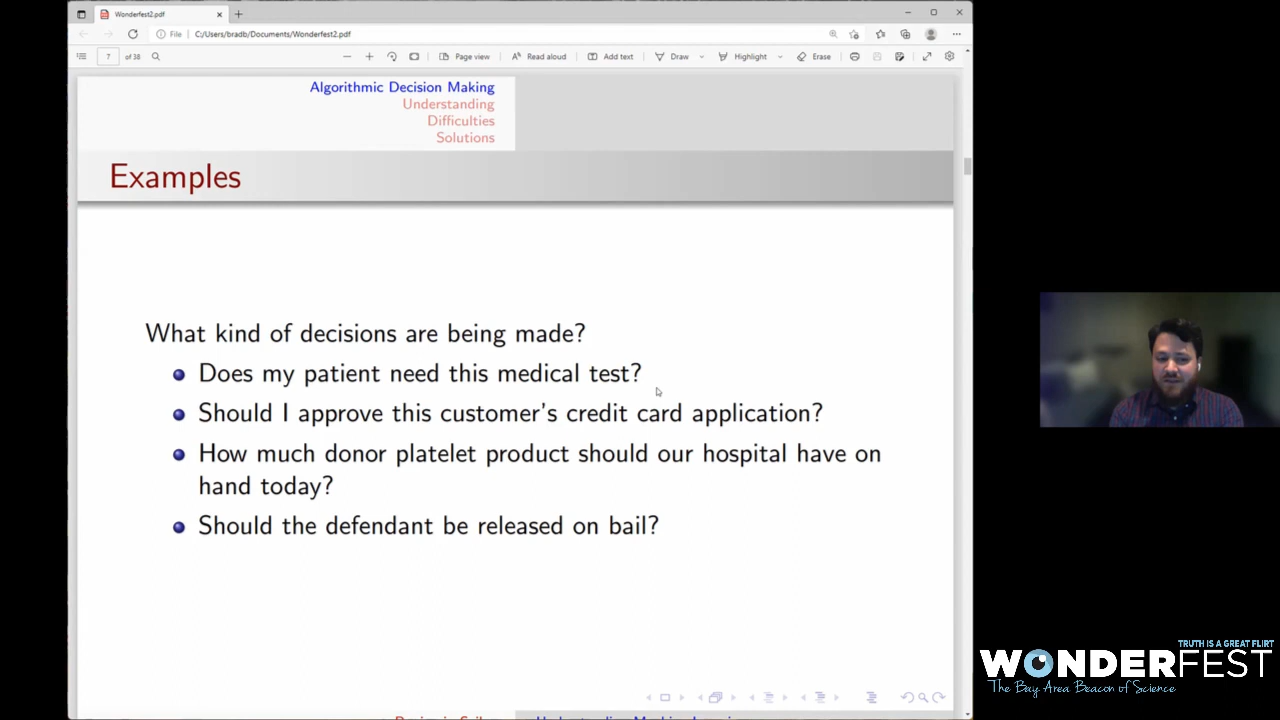 Wonderfest2.pdf
File
C:/Users/bradb/Documents/Wonderfest2.pdf
7
of 38
Page view
Read aloud
Add text
Draw
Highlight
Erase
Algorithmic Decision Making
Understanding
Difficulties
Solutions
Examples
What kind of decisions are being made?
Does my patient need this medical test?
Should I approve this customer's credit card application?
How much donor platelet product should our hospital have on
hand today?
Should the defendant be released on bail?
TRUTH IS A GREAT FLIRT
WONDERFEST
The Bay Area Beacon of Science